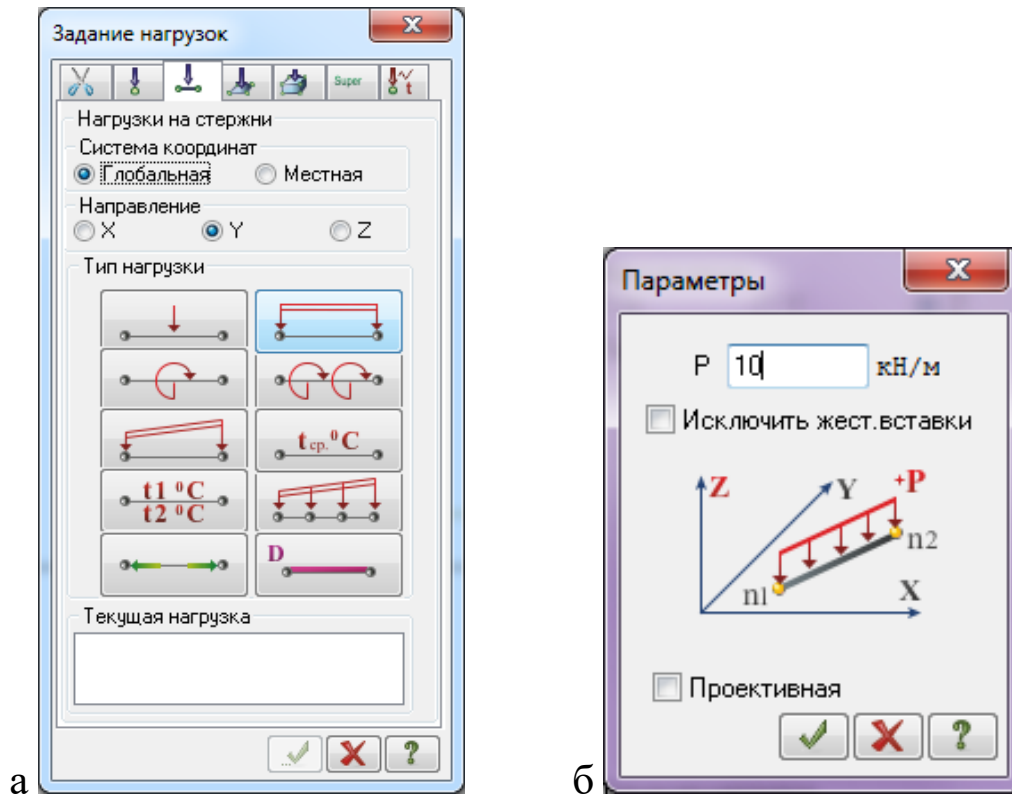 Задание нагрузок
Super
t
Нагрузки на стержни
Система координат
Глобальная Местная
Направление
X Y Z
Тип нагрузки
t ср. ⁰C
t1 ⁰C
t2 ⁰C
D
Текущая нагрузка
?
а
Параметры
P 10 кН/м
Исключить жест.вставки
Z Y +P
n2
n1 X
Проективная
?
б